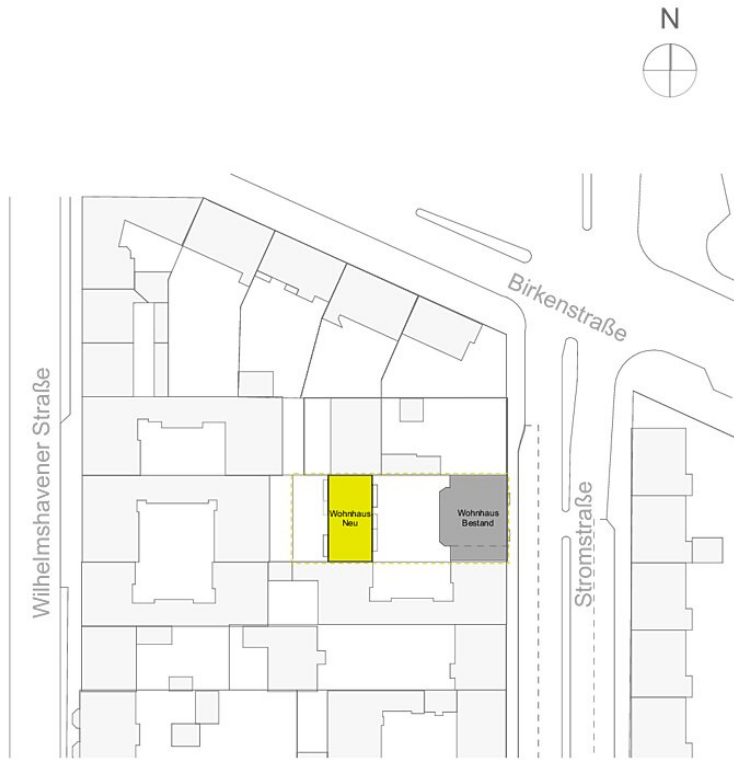 N
Birkenstraße
Wilhelmshavener Straße
Wohnhaus
Neu
Wohnhaus
Bestand
Stromstraße